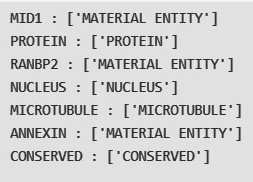 MID1 : ['MATERIAL ENTITY']
PROTEIN : ['PROTEIN']
RANBP2 : ['MATERIAL ENTITY']
NUCLEUS : ['NUCLEUS']
MICROTUBULE : ['MICROTUBULE']
ANNEXIN : ['MATERIAL ENTITY']
CONSERVED : ['CONSERVED']